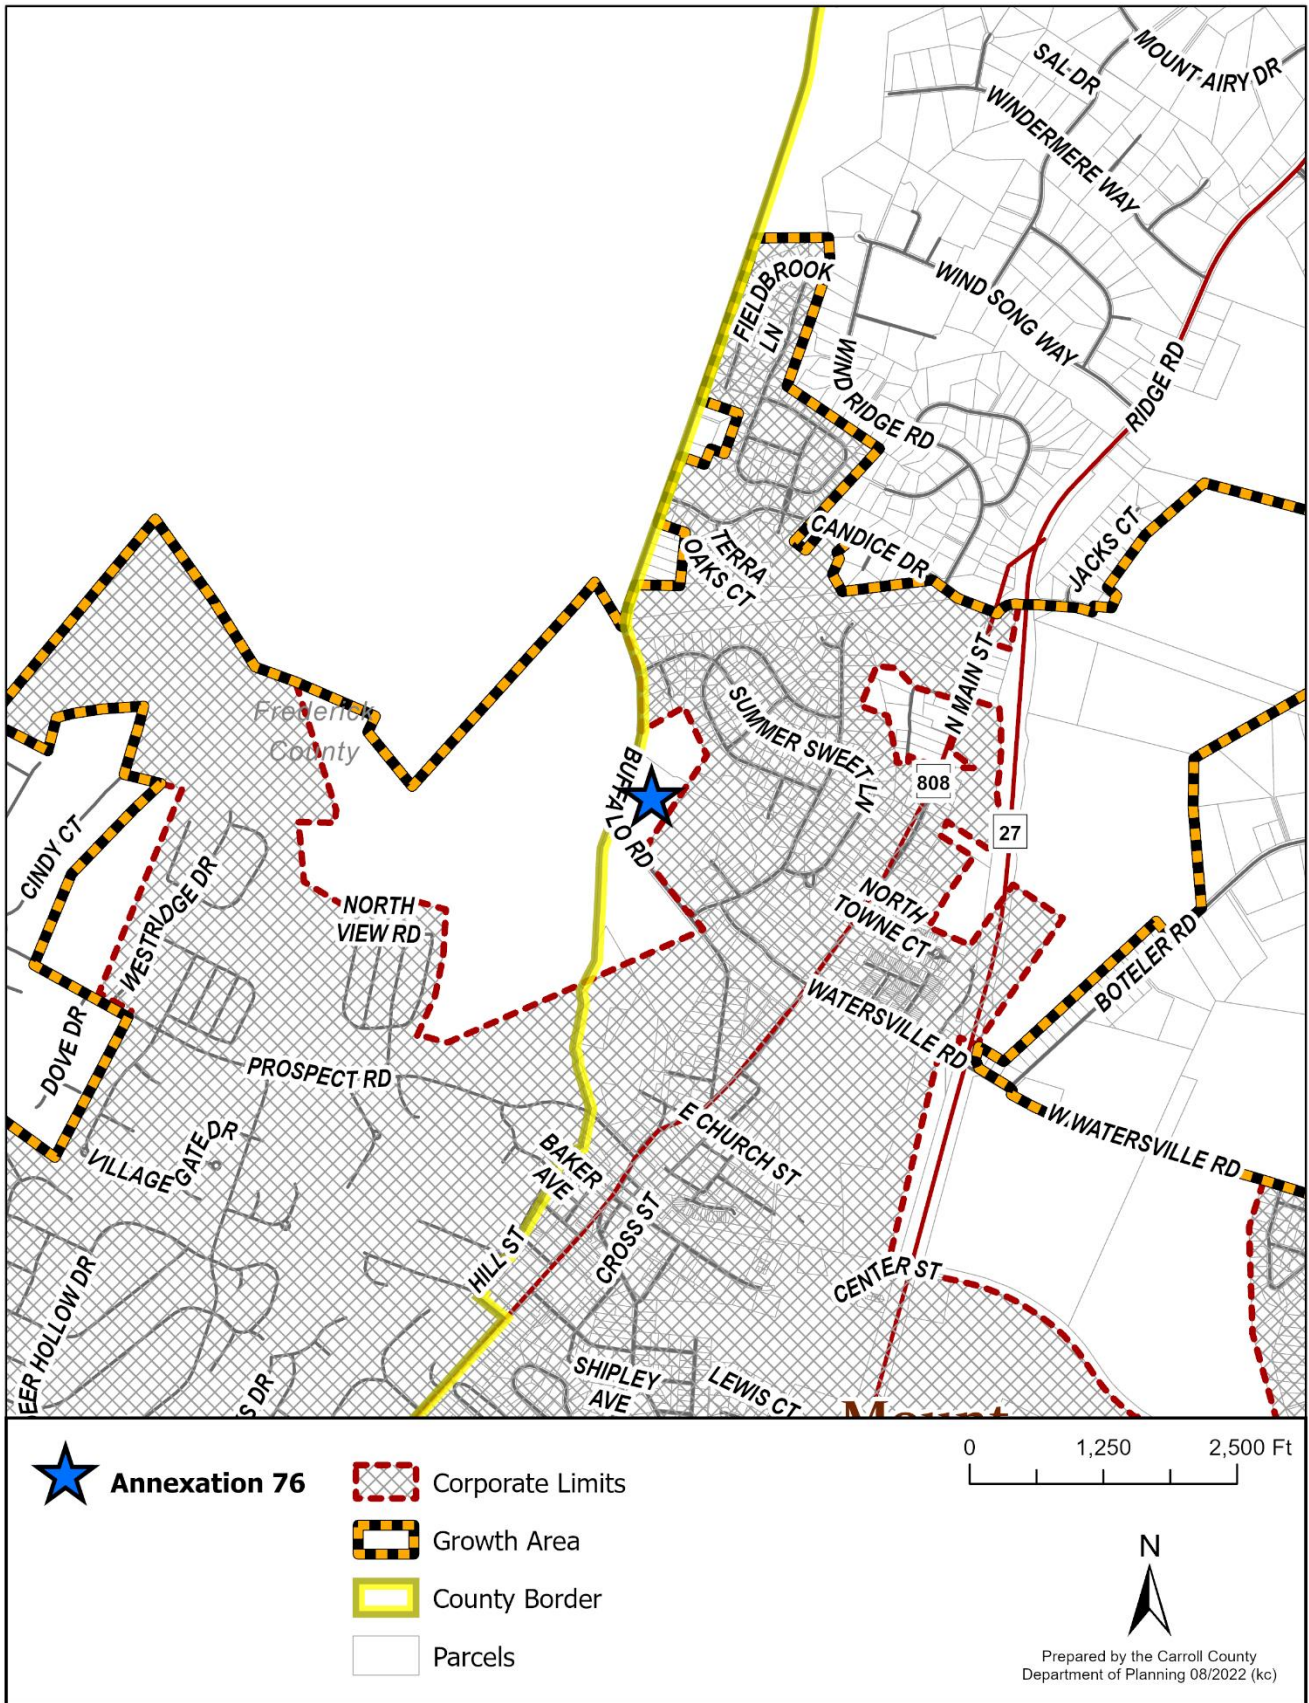 MOUNT AIRY DR
SAL DR
WINDERMERE WAY
FIELDBROOK
LN
WIND SONG WAY
WIND RIDGE RD
RIDGE RD
CANDICE DR
JACKS CT
TERRA
OAKS CT
Frederick
County
N MAIN ST
SUMMER SWEET LN
BUFFALO RD
808
27
CINDY CT
WESTRIDGE DR
NORTH
VIEW RD
NORTH
TOWNE CT
BOTELER RD
WATERSVILLE RD
DOVE DR
PROSPECT RD
W WATERSVILLE RD
E CHURCH ST
VILLAGE GATE DR
BAKER
AVE
CROSS ST
HILL ST
CENTER ST
DEER HOLLOW DR
S DR
SHIPLEY
AVE
LEWIS CT
Mount
Annexation 76
Corporate Limits
Growth Area
County Border
Parcels
0 1,250 2,500 Ft
N
Prepared by the Carroll County
Department of Planning 08/2022 (kc)